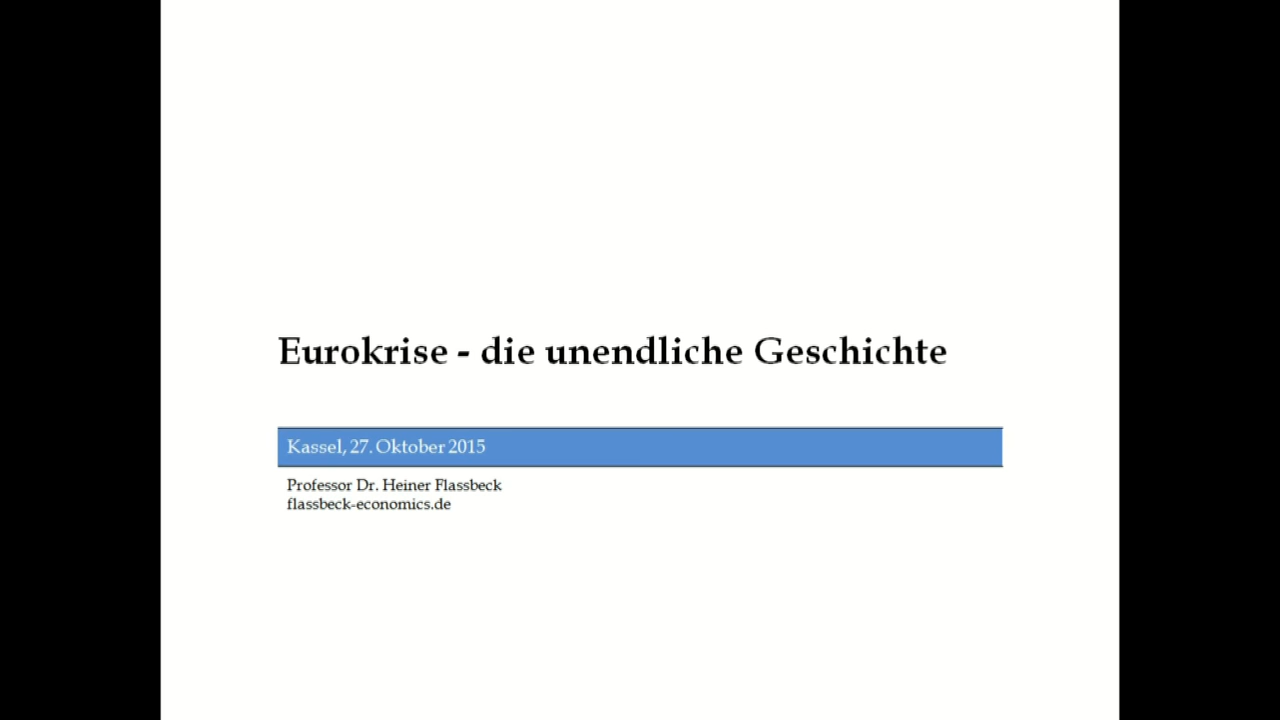 Eurokrise - die unendliche Geschichte
Kassel, 27. Oktober 2015
Professor Dr. Heiner Flassbeck
flassbeck-economics.de